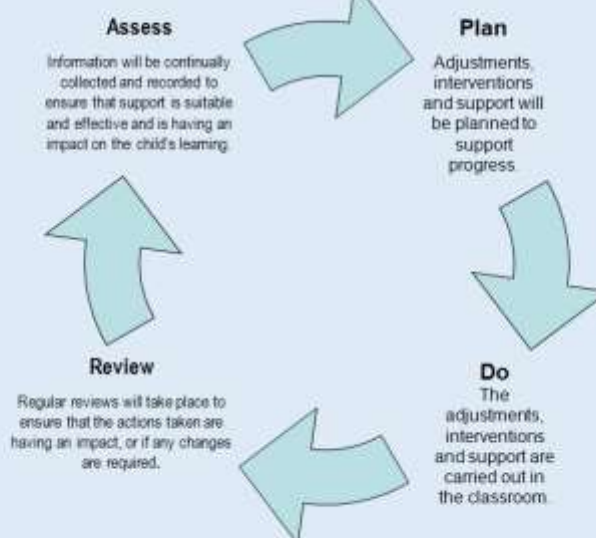 Assess
Information will be continually
collected and recorded to
ensure that support is suitable
and effective and is having an
impact on the child's learning.
Plan
Adjustments,
interventions
and support will
be planned to
support
progress.
Do
The
adjustments,
interventions
and support are
carried out in
the classroom.
Review
Regular reviews will take place to
ensure that the actions taken are
having an impact, or if any changes
are required.